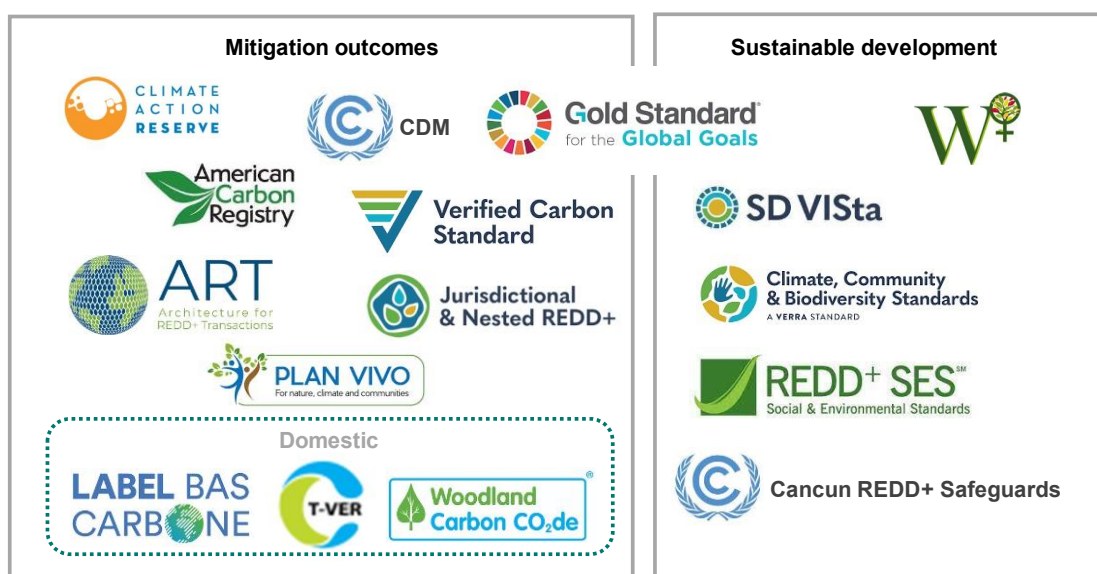 Mitigation outcomes
CLIMATE
ACTION
RESERVE
CDM
Gold Standard®
for the Global Goals
American
Carbon
Registry
Verified Carbon
Standard
ART
Architecture for
REDD+ Transactions
Jurisdictional
& Nested REDD+
PLAN VIVO
For nature, climate and communities
Domestic
LABEL BAS
CARBONE
T-VER
Woodland
Carbon CO₂de
®
Sustainable development
W
SD VISta
Climate, Community
& Biodiversity Standards
A VERRA STANDARD
REDD+ SES℠
Social & Environmental Standards
Cancun REDD+ Safeguards